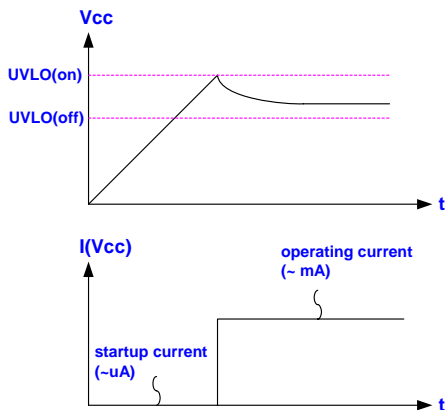 Vcc
UVLO(on)
UVLO(off)
t
I(Vcc)
operating current
(~ mA)
startup current
(~uA)
t